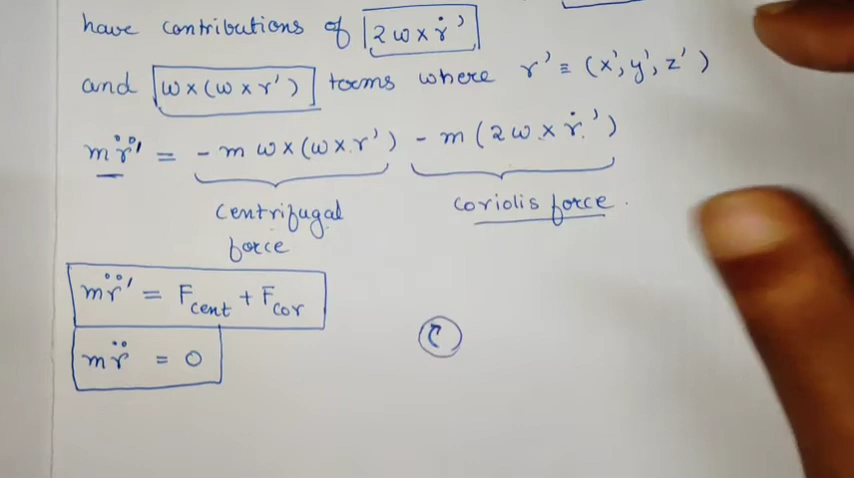 have contributions of 2ω × ṙ'
and ω×(ω×r') terms where r' ≡ (x', y', z')
m r̈' = - m ω×(ω×r') - m (2ω × ṙ')
centrifugal force
coriolis force.
m r̈' = F_cent + F_cor
m r̈ = 0